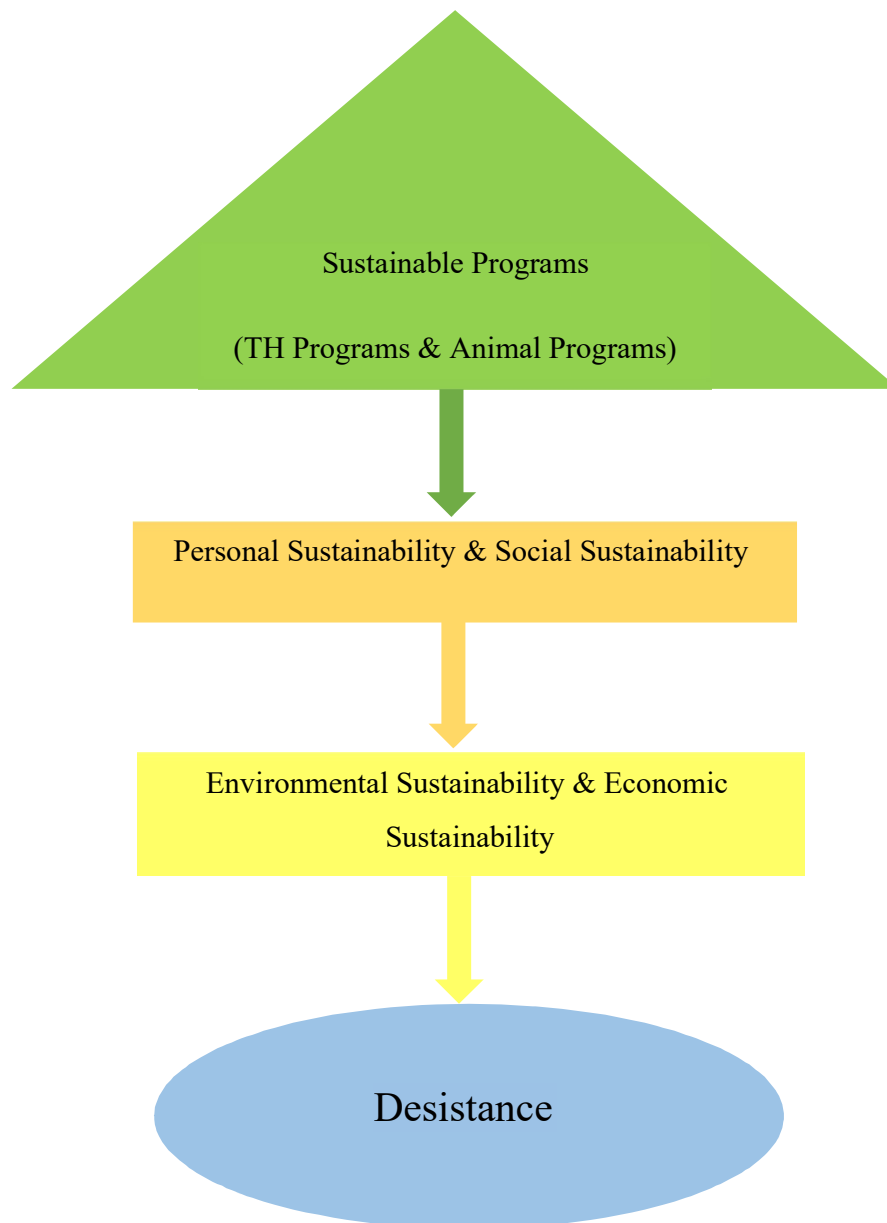 Sustainable Programs
(TH Programs & Animal Programs)
Personal Sustainability & Social Sustainability
Environmental Sustainability & Economic
Sustainability
Desistance